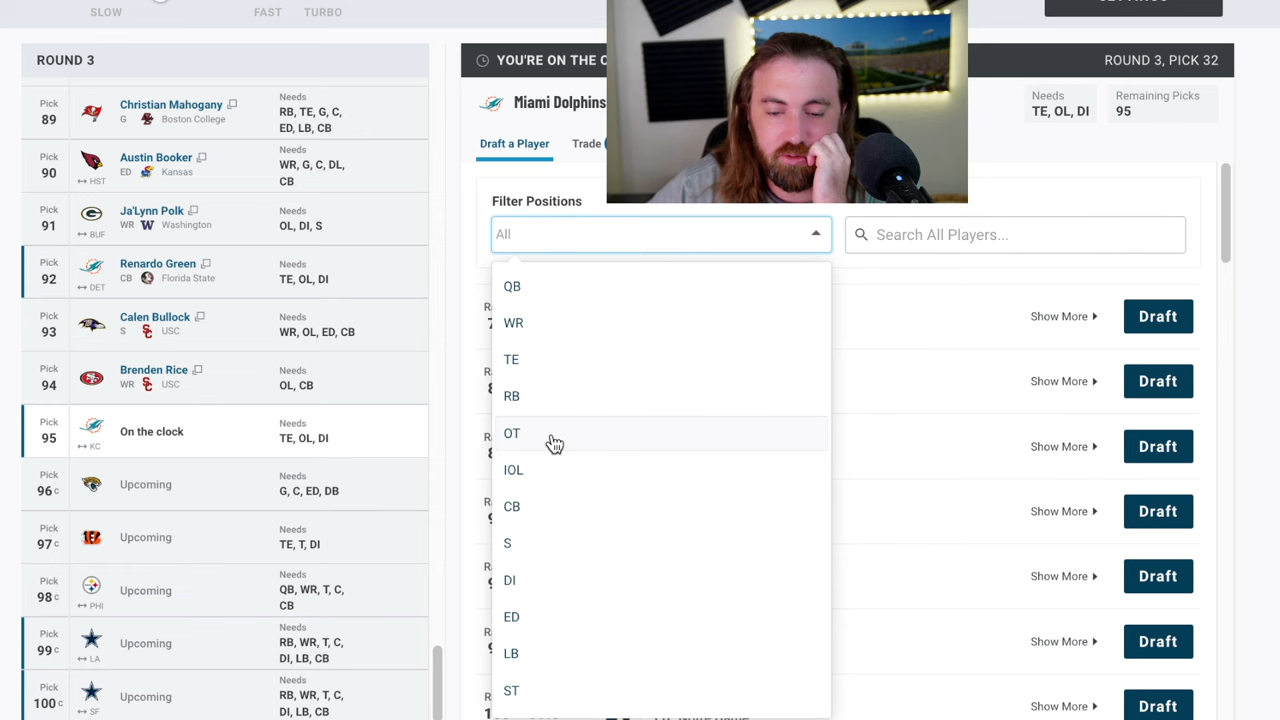 SLOW
FAST
TURBO
ROUND 3
Pick
89
Christian Mahogany
G
Boston College
Needs
RB, TE, G, C,
ED, LB, CB
Pick
90
HST
Austin Booker
ED
Kansas
Needs
WR, G, C, DL,
CB
Pick
91
BUF
Ja'Lynn Polk
WR
Washington
Needs
OL, DI, S
Pick
92
DET
Renardo Green
CB
Florida State
Needs
TE, OL, DI
Pick
93
Calen Bullock
S
USC
Needs
WR, OL, ED, CB
Pick
94
Brenden Rice
WR
USC
Needs
OL, CB
Pick
95
KC
On the clock
Needs
TE, OL, DI
Pick
96 c
Upcoming
Needs
G, C, ED, DB
Pick
97 c
Upcoming
Needs
TE, T, DI
Pick
98 c
PHI
Upcoming
Needs
QB, WR, T, C,
CB
Pick
99 c
LA
Upcoming
Needs
RB, WR, T, C,
DI, LB, CB
Pick
100 c
SF
Upcoming
Needs
RB, WR, T, C,
DI, LB, CB
YOU'RE ON THE
ROUND 3, PICK 32
Miami Dolphins
Needs
TE, OL, DI
Remaining Picks
95
Draft a Player
Trade
Filter Positions
All
Search All Players...
QB
WR
TE
RB
OT
IOL
CB
S
DI
ED
LB
ST
Show More
Draft
Show More
Draft
Show More
Draft
Show More
Draft
Show More
Draft
Show More
Draft
Show More
Draft